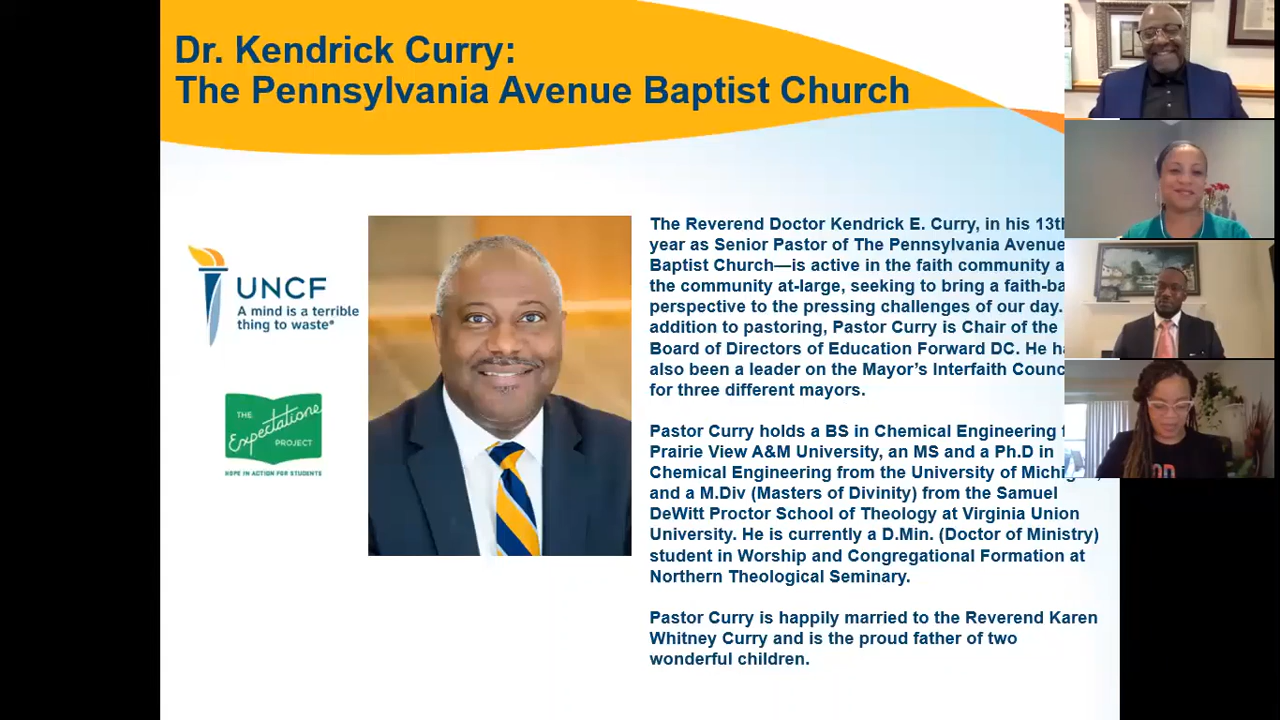 Dr. Kendrick Curry:
The Pennsylvania Avenue Baptist Church
UNCF
A mind is a terrible
thing to waste®
THE
Expectations
PROJECT
HOPE IN ACTION FOR STUDENTS
The Reverend Doctor Kendrick E. Curry, in his 13th
year as Senior Pastor of The Pennsylvania Avenue
Baptist Church—is active in the faith community a
the community at-large, seeking to bring a faith-ba
perspective to the pressing challenges of our day.
addition to pastoring, Pastor Curry is Chair of the
Board of Directors of Education Forward DC. He ha
also been a leader on the Mayor's Interfaith Counc
for three different mayors.
Pastor Curry holds a BS in Chemical Engineering f
Prairie View A&M University, an MS and a Ph.D in
Chemical Engineering from the University of Michig
and a M.Div (Masters of Divinity) from the Samuel
DeWitt Proctor School of Theology at Virginia Union
University. He is currently a D.Min. (Doctor of Ministry)
student in Worship and Congregational Formation at
Northern Theological Seminary.
Pastor Curry is happily married to the Reverend Karen
Whitney Curry and is the proud father of two
wonderful children.